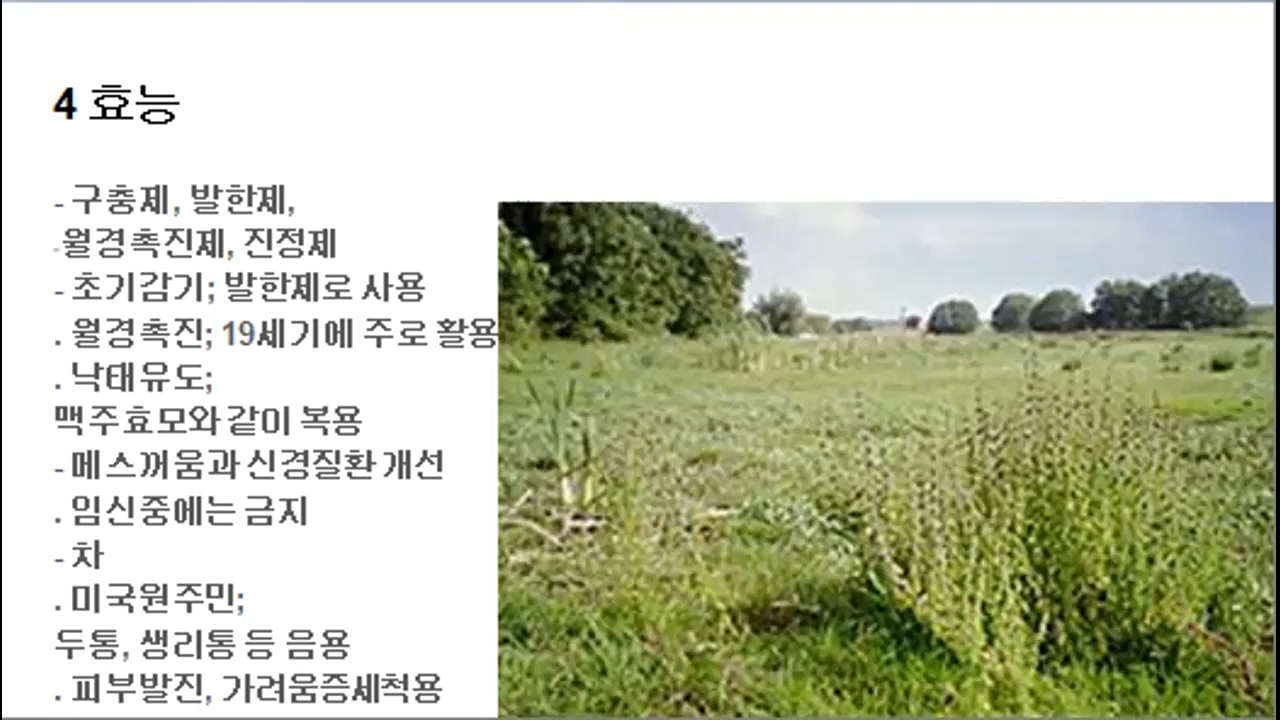 4 효능
- 구충제, 발한제,
-월경촉진제, 진정제
- 초기감기; 발한제로 사용
. 월경촉진; 19세기에 주로 활용
. 낙태유도;
맥주효모와 같이 복용
- 메스꺼움과 신경질환 개선
. 임신중에는 금지
- 차
. 미국원주민;
두통, 생리통 등 음용
. 피부발진, 가려움증세척용